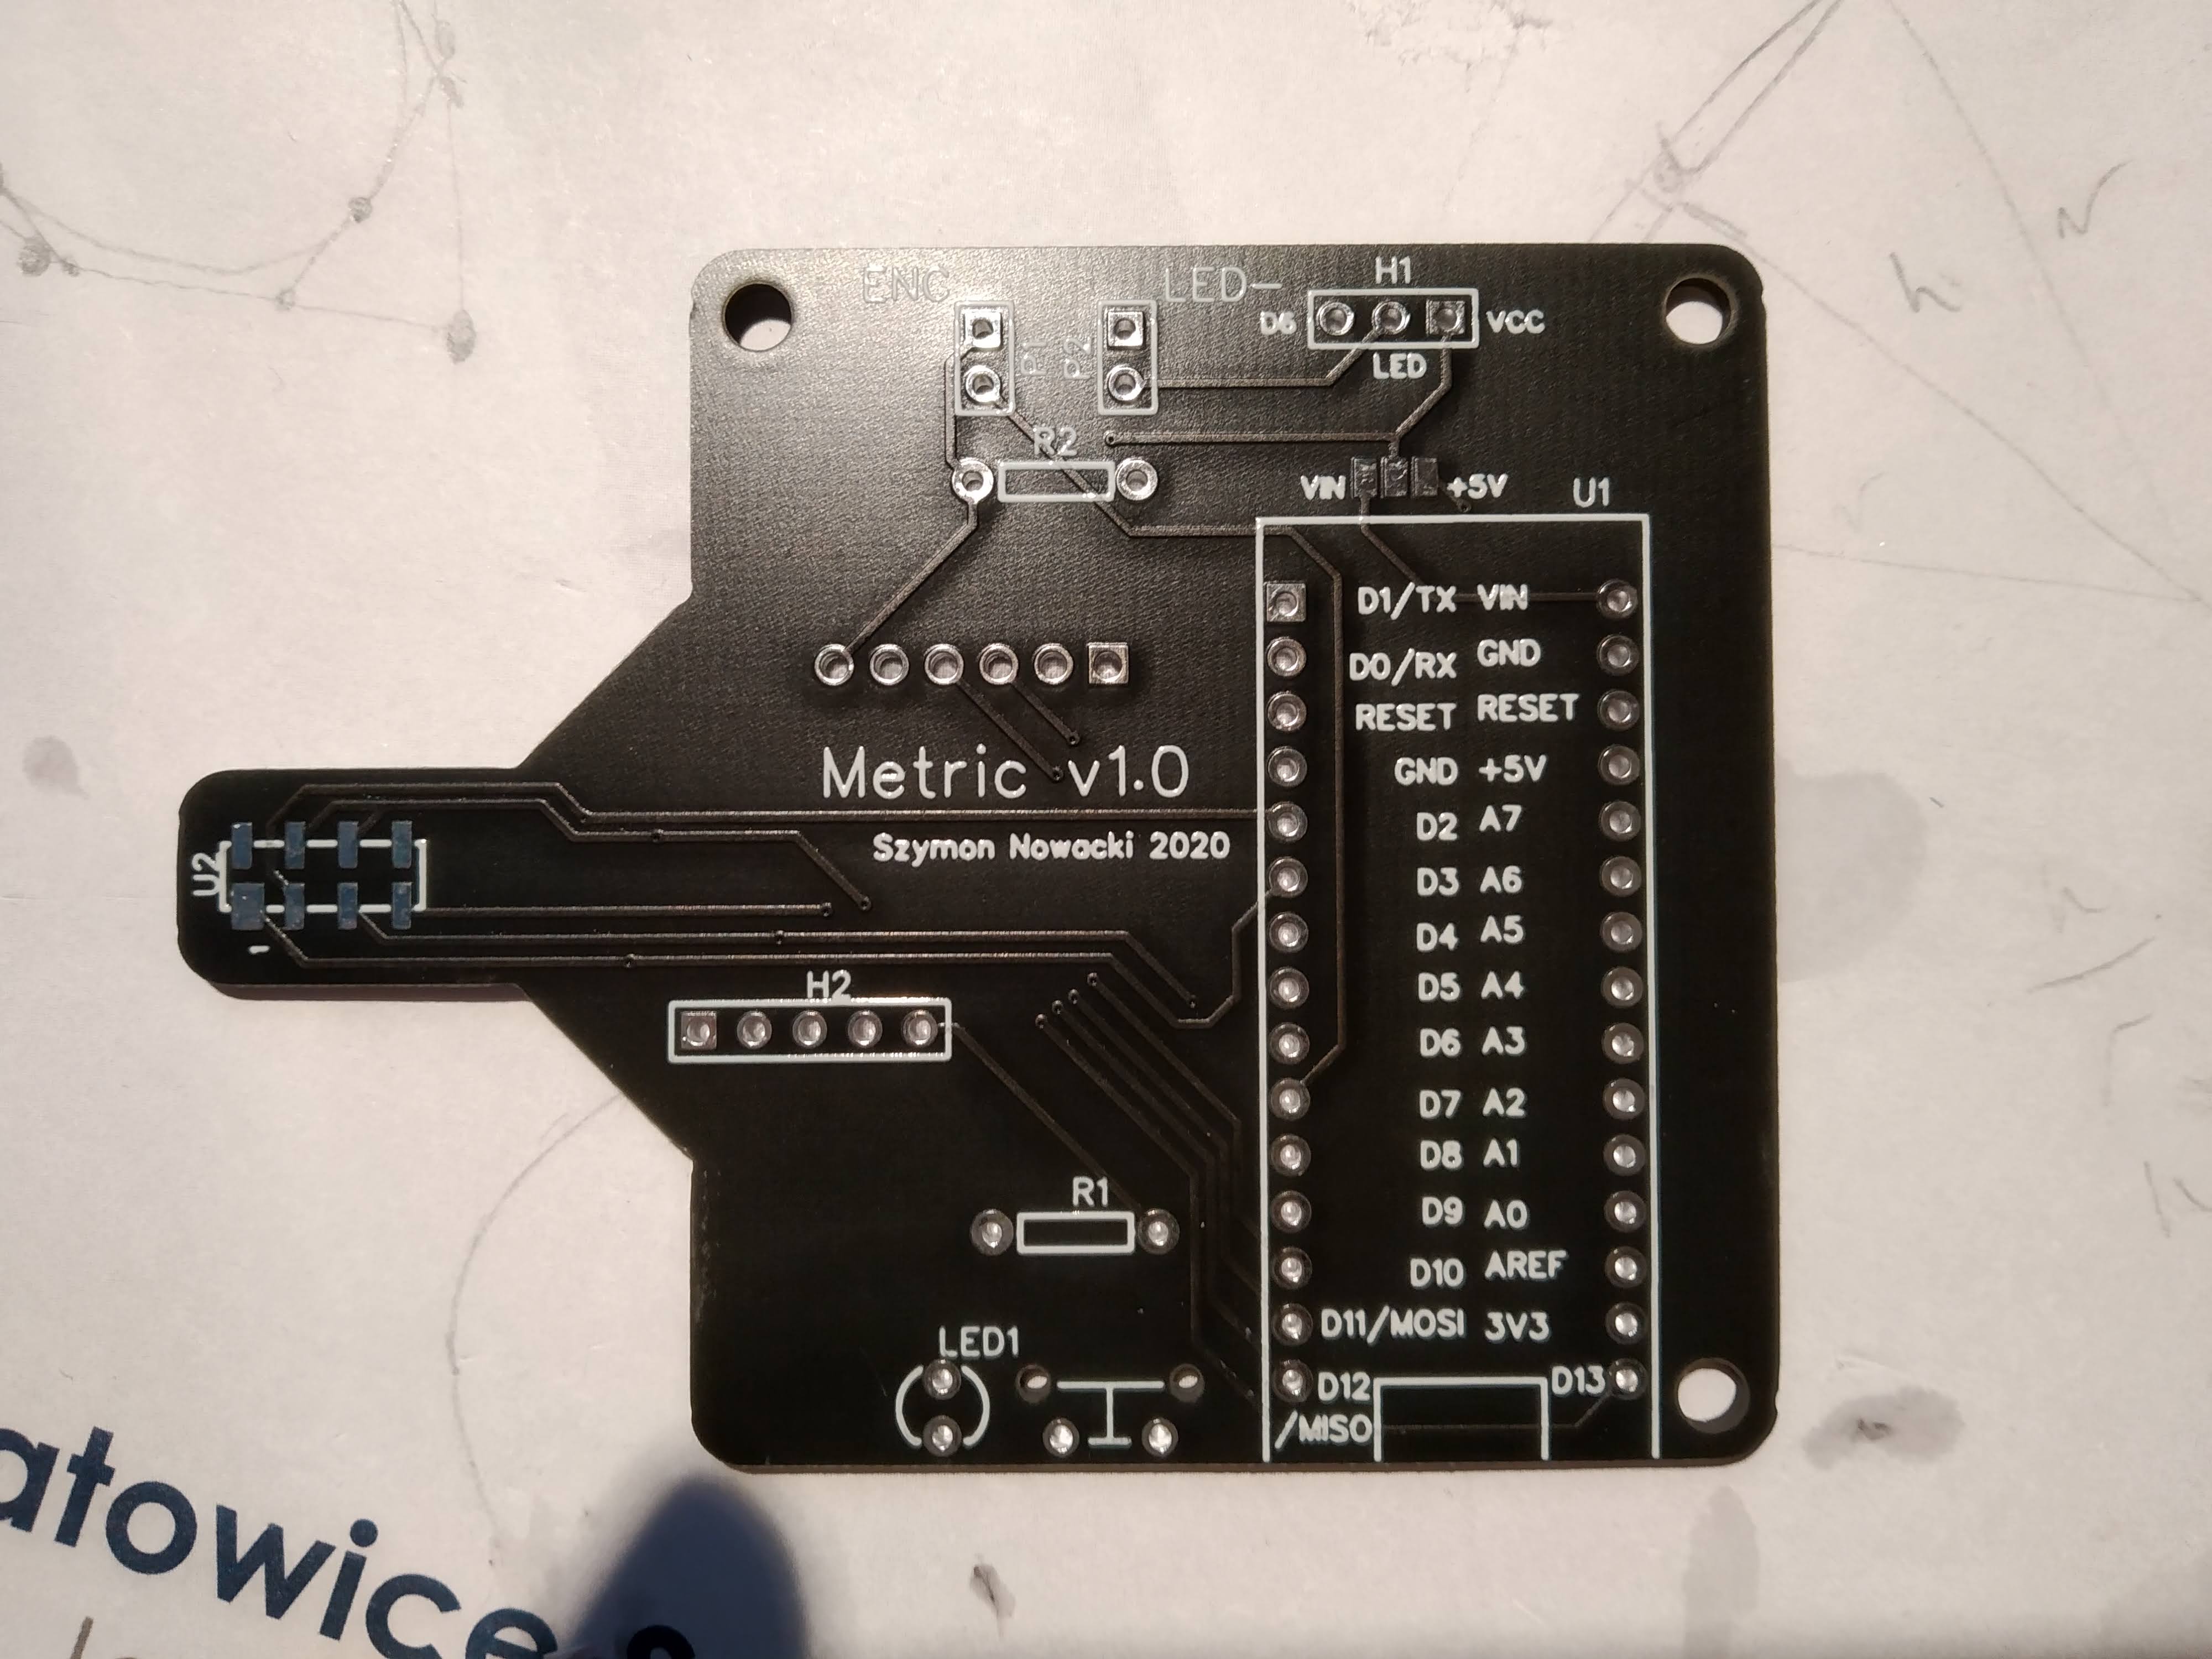 ENC
LED-
H1
D6
VCC
P1
P2
LED
R2
VIN
+5V
U1
D1/TX VIN
D0/RX GND
RESET RESET
GND +5V
Metric v1.0
D2 A7
Szymon Nowacki 2020
U2
D3 A6
1
D4 A5
H2
D5 A4
D6 A3
D7 A2
D8 A1
R1
D9 A0
D10 AREF
D11/MOSI 3V3
LED1
D12 D13
/MISO
atowice